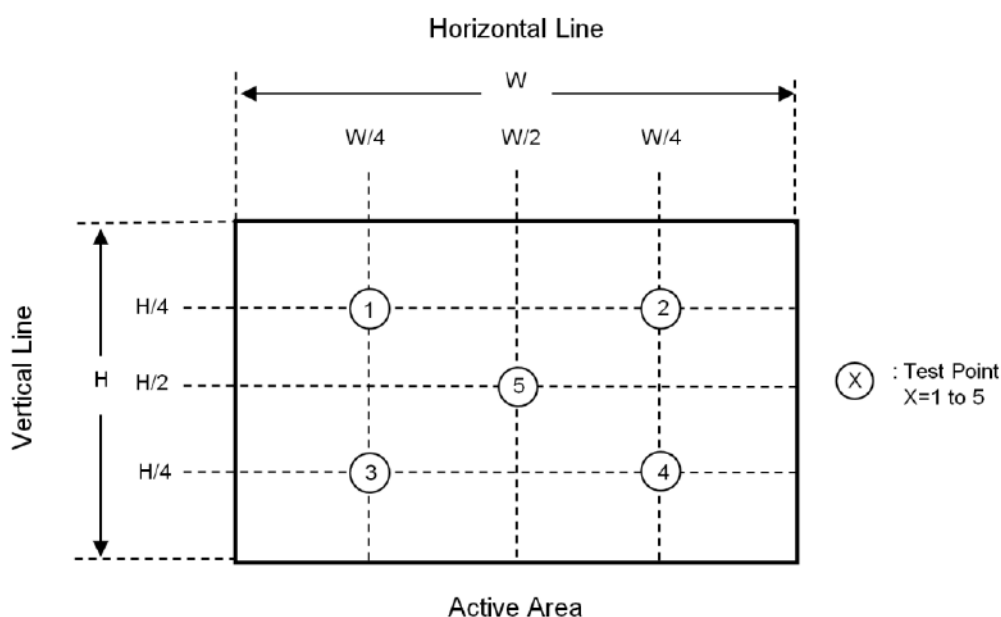 Horizontal Line
W
W/4 W/2 W/4
H/4
1 2
Vertical Line
H
H/2
5
X : Test Point
X=1 to 5
H/4
3 4
Active Area